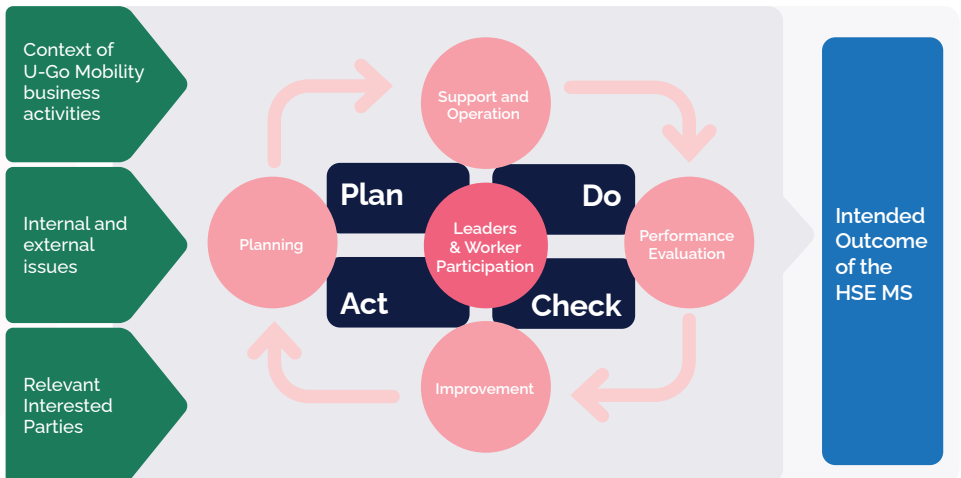 Context of
U-Go Mobility
business
activities
Internal and
external
issues
Relevant
Interested
Parties
Support and
Operation
Plan
Do
Planning
Leaders
& Worker
Participation
Performance
Evaluation
Act
Check
Improvement
Intended
Outcome
of the
HSE MS